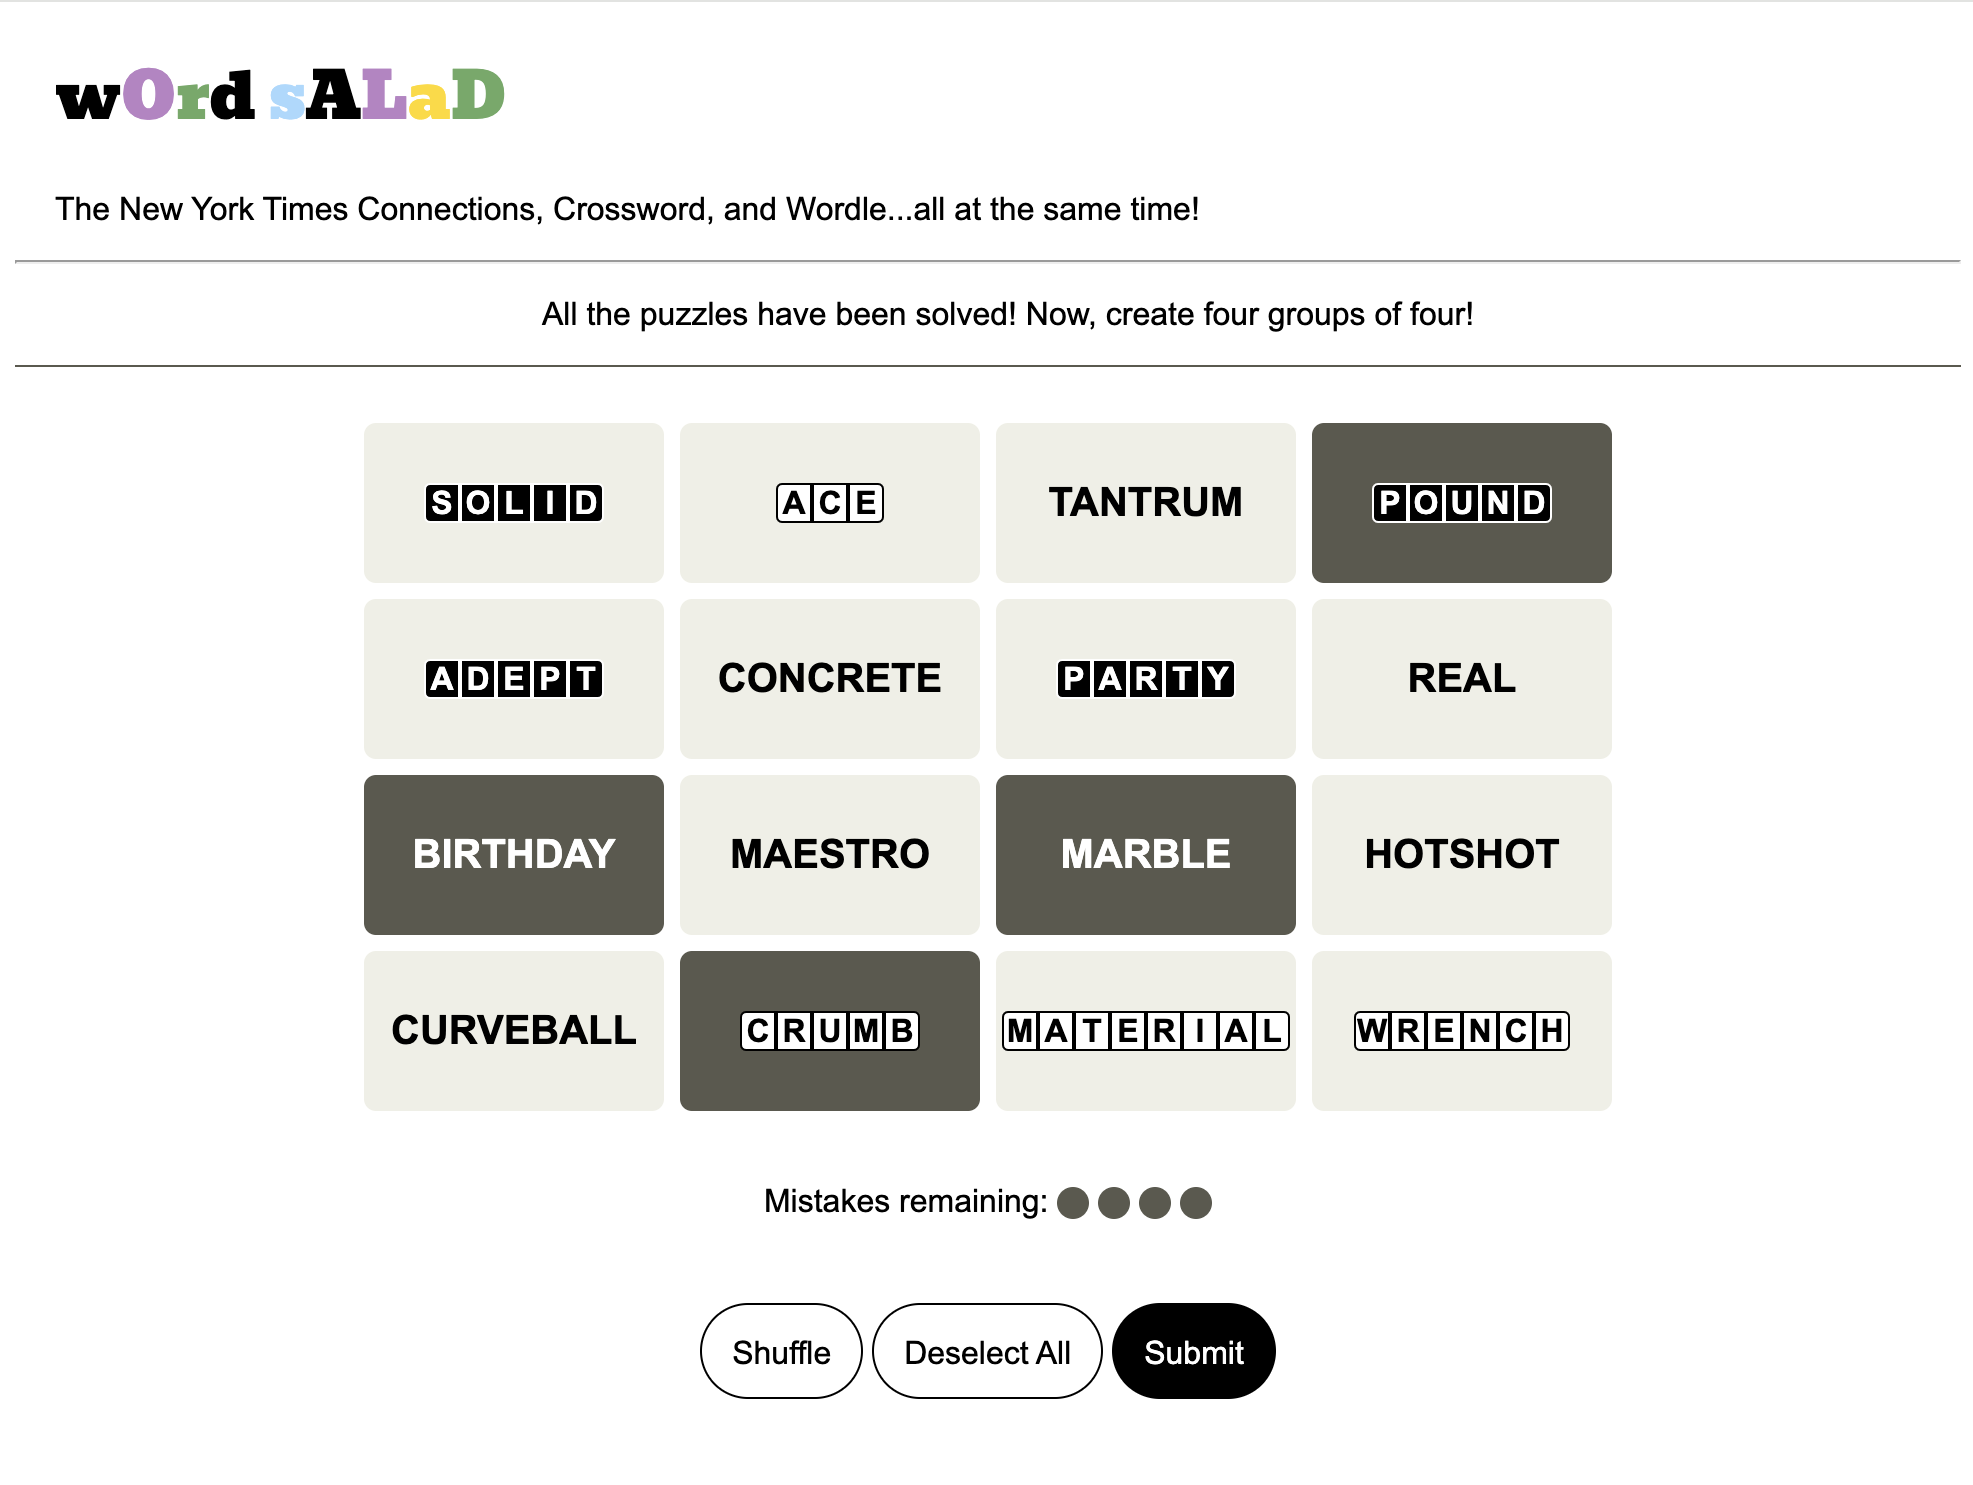 wOrd sALaD
The New York Times Connections, Crossword, and Wordle...all at the same time!
All the puzzles have been solved! Now, create four groups of four!
SOLID ACE TANTRUM POUND
ADEPT CONCRETE PARTY REAL
BIRTHDAY MAESTRO MARBLE HOTSHOT
CURVEBALL CRUMB MATERIAL WRENCH
Mistakes remaining:
Shuffle Deselect All Submit